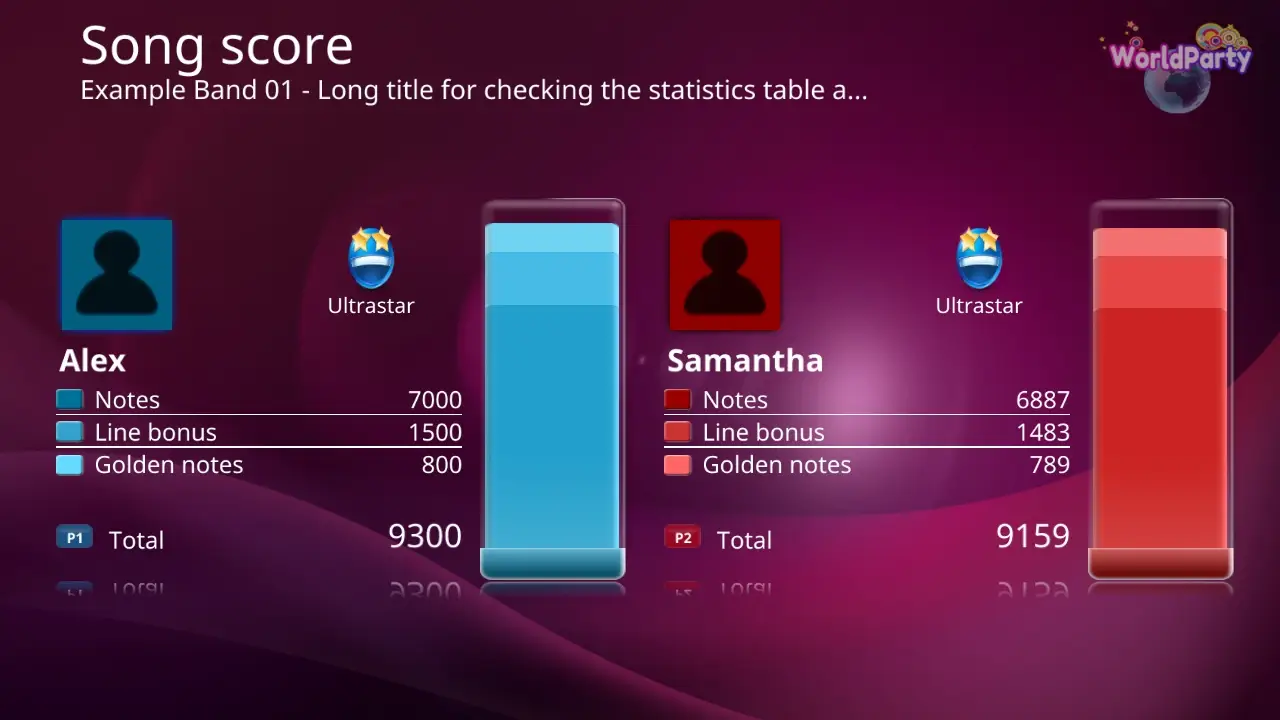 Song score
Example Band 01 - Long title for checking the statistics table a...
WorldParty
Ultrastar
Alex
Notes 7000
Line bonus 1500
Golden notes 800
P1 Total 9300
Ultrastar
Samantha
Notes 6887
Line bonus 1483
Golden notes 789
P2 Total 9159